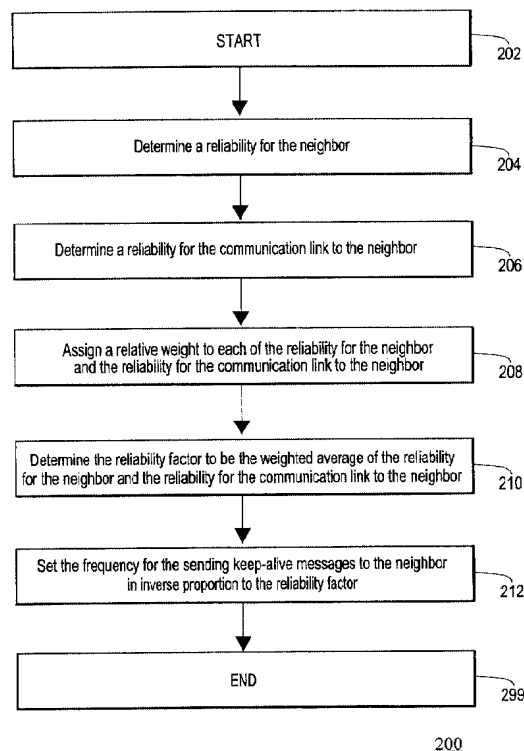 START
202
Determine a reliability for the neighbor
204
Determine a reliability for the communication link to the neighbor
206
Assign a relative weight to each of the reliability for the neighbor
and the reliability for the communication link to the neighbor
208
Determine the reliability factor to be the weighted average of the reliability
for the neighbor and the reliability for the communication link to the neighbor
210
Set the frequency for the sending keep-alive messages to the neighbor
in inverse proportion to the reliability factor
212
END
299
200